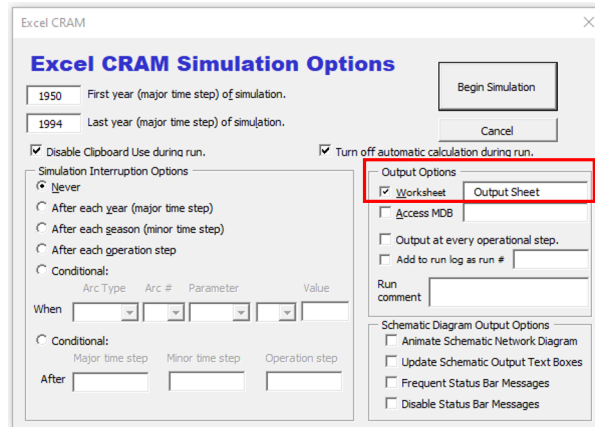 Excel CRAM
Excel CRAM Simulation Options
1950 First year (major time step) of simulation.
1994 Last year (major time step) of simulation.
Begin Simulation
Cancel
Disable Clipboard Use during run.
Turn off automatic calculation during run.
Simulation Interruption Options
Never
After each year (major time step)
After each season (minor time step)
After each operation step
Conditional:
Arc Type Arc # Parameter Value
When
Conditional:
Major time step Minor time step Operation step
After
Output Options
Worksheet Output Sheet
Access MDB
Output at every operational step.
Add to run log as run #
Run
comment
Schematic Diagram Output Options
Animate Schematic Network Diagram
Update Schematic Output Text Boxes
Frequent Status Bar Messages
Disable Status Bar Messages